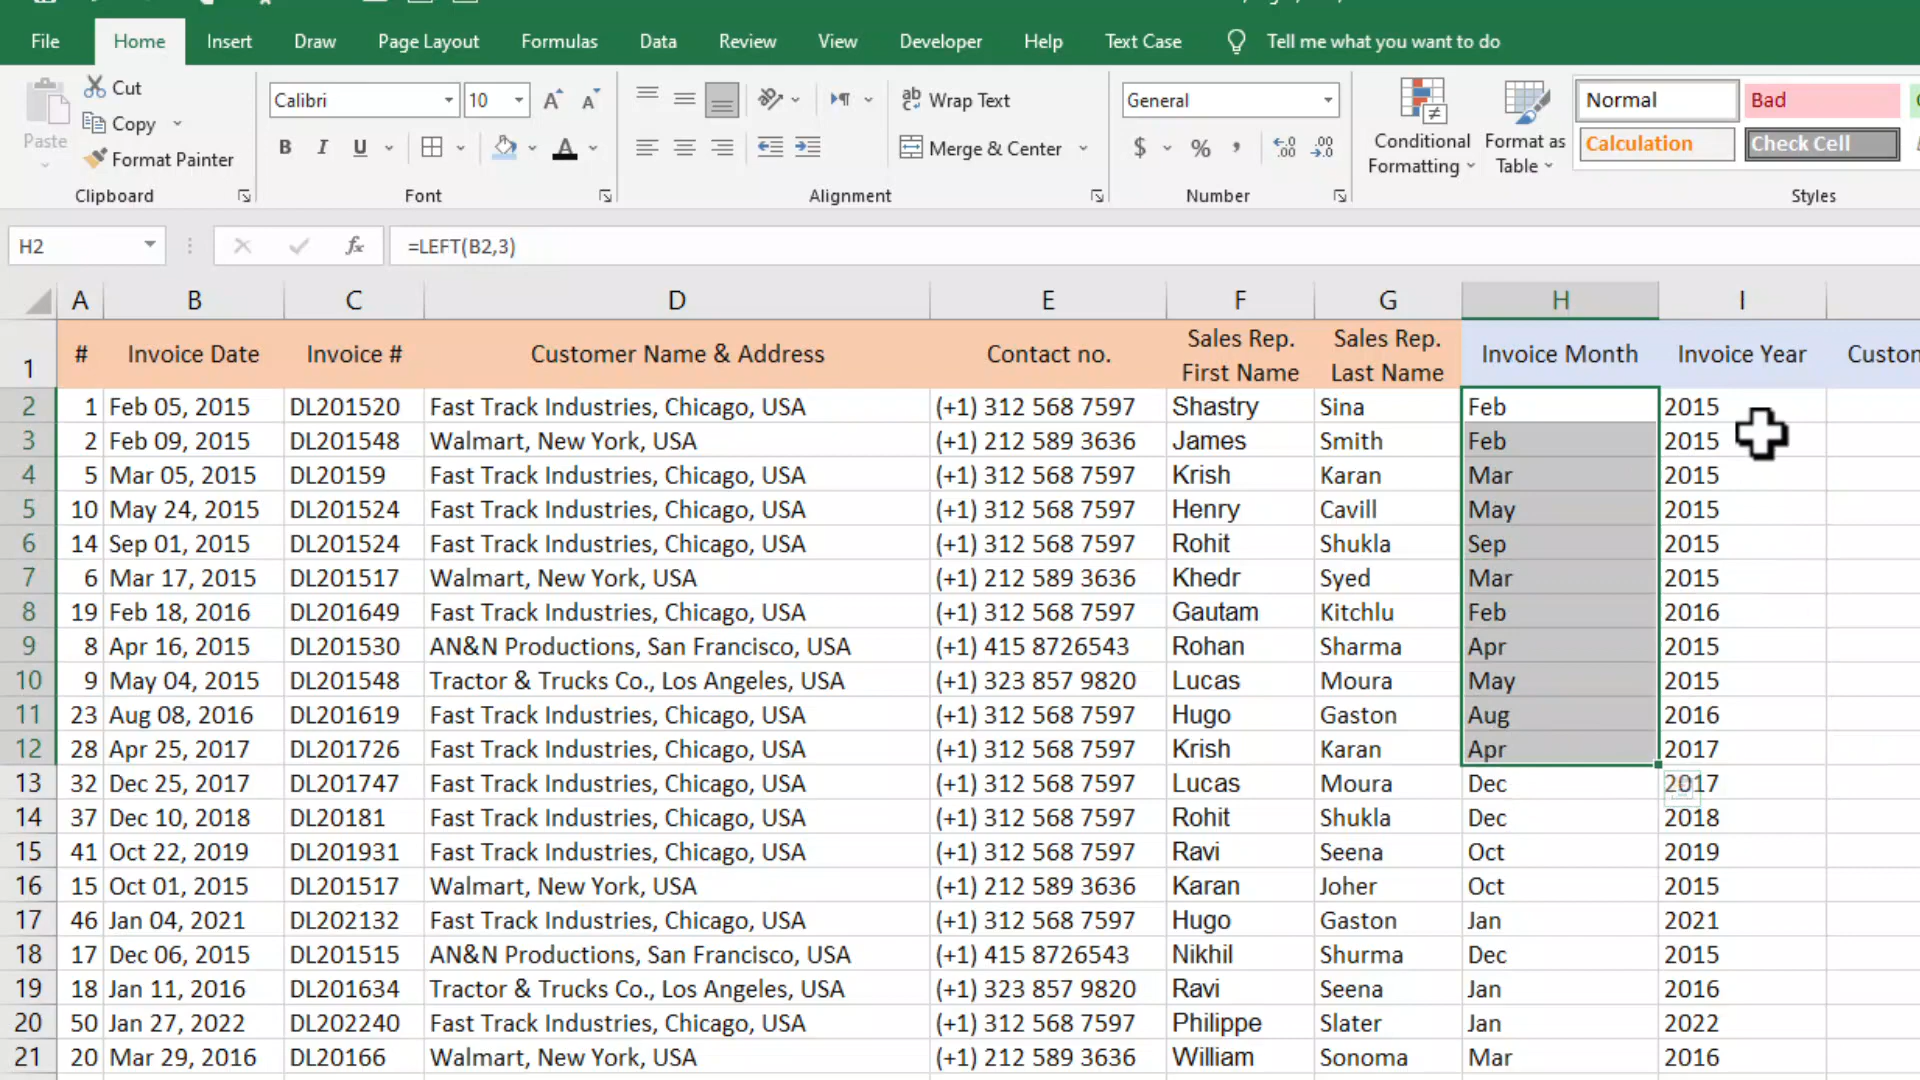 File Home Insert Draw Page Layout Formulas Data Review View Developer Help Text Case Tell me what you want to do
Paste
Cut
Copy
Format Painter
Clipboard
Calibri 10
B I U
Font
Wrap Text
Merge & Center
Alignment
General
$ % ,
Number
Conditional Formatting
Format as Table
Normal Bad
Calculation Check Cell
Styles
H2 fx =LEFT(B2,3)
A B C D E F G H I
1 # Invoice Date Invoice # Customer Name & Address Contact no. Sales Rep. First Name Sales Rep. Last Name Invoice Month Invoice Year
2 1 Feb 05, 2015 DL201520 Fast Track Industries, Chicago, USA (+1) 312 568 7597 Shastry Sina Feb 2015
3 2 Feb 09, 2015 DL201548 Walmart, New York, USA (+1) 212 589 3636 James Smith Feb 2015
4 5 Mar 05, 2015 DL20159 Fast Track Industries, Chicago, USA (+1) 312 568 7597 Krish Karan Mar 2015
5 10 May 24, 2015 DL201524 Fast Track Industries, Chicago, USA (+1) 312 568 7597 Henry Cavill May 2015
6 14 Sep 01, 2015 DL201524 Fast Track Industries, Chicago, USA (+1) 312 568 7597 Rohit Shukla Sep 2015
7 6 Mar 17, 2015 DL201517 Walmart, New York, USA (+1) 212 589 3636 Khedr Syed Mar 2015
8 19 Feb 18, 2016 DL201649 Fast Track Industries, Chicago, USA (+1) 312 568 7597 Gautam Kitchlu Feb 2016
9 8 Apr 16, 2015 DL201530 AN&N Productions, San Francisco, USA (+1) 415 8726543 Rohan Sharma Apr 2015
10 9 May 04, 2015 DL201548 Tractor & Trucks Co., Los Angeles, USA (+1) 323 857 9820 Lucas Moura May 2015
11 23 Aug 08, 2016 DL201619 Fast Track Industries, Chicago, USA (+1) 312 568 7597 Hugo Gaston Aug 2016
12 28 Apr 25, 2017 DL201726 Fast Track Industries, Chicago, USA (+1) 312 568 7597 Krish Karan Apr 2017
13 32 Dec 25, 2017 DL201747 Fast Track Industries, Chicago, USA (+1) 312 568 7597 Lucas Moura Dec 2017
14 37 Dec 10, 2018 DL20181 Fast Track Industries, Chicago, USA (+1) 312 568 7597 Rohit Shukla Dec 2018
15 41 Oct 22, 2019 DL201931 Fast Track Industries, Chicago, USA (+1) 312 568 7597 Ravi Seena Oct 2019
16 15 Oct 01, 2015 DL201517 Walmart, New York, USA (+1) 212 589 3636 Karan Joher Oct 2015
17 46 Jan 04, 2021 DL202132 Fast Track Industries, Chicago, USA (+1) 312 568 7597 Hugo Gaston Jan 2021
18 17 Dec 06, 2015 DL201515 AN&N Productions, San Francisco, USA (+1) 415 8726543 Nikhil Shurma Dec 2015
19 18 Jan 11, 2016 DL201634 Tractor & Trucks Co., Los Angeles, USA (+1) 323 857 9820 Ravi Seena Jan 2016
20 50 Jan 27, 2022 DL202240 Fast Track Industries, Chicago, USA (+1) 312 568 7597 Philippe Slater Jan 2022
21 20 Mar 29, 2016 DL20166 Walmart, New York, USA (+1) 212 589 3636 William Sonoma Mar 2016